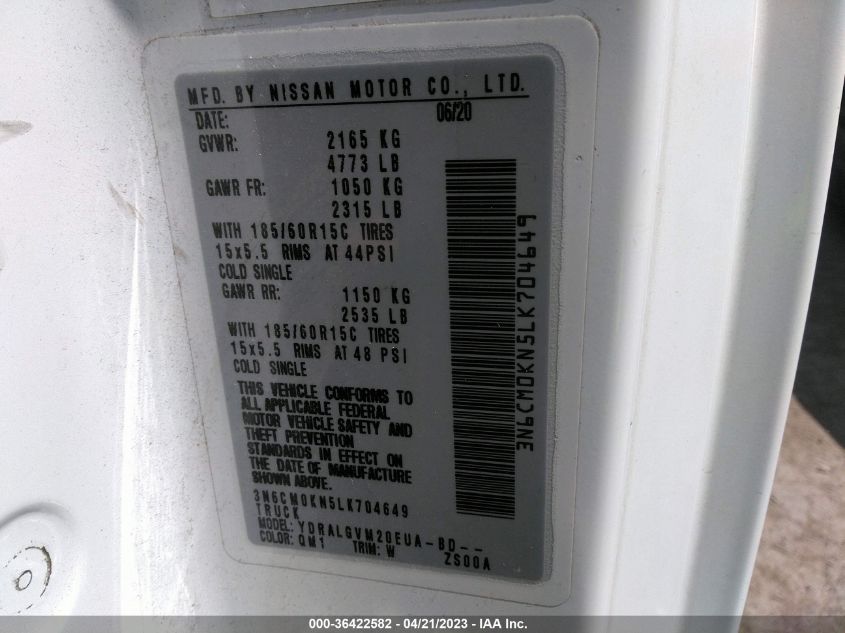 MFD. BY NISSAN MOTOR CO., LTD.
DATE: 06/20
GVWR: 2165 KG
4773 LB
GAWR FR: 1050 KG
2315 LB
WITH 185/60R15C TIRES
15x5.5 RIMS AT 44PSI
COLD SINGLE
GAWR RR: 1150 KG
2535 LB
WITH 185/60R15C TIRES
15x5.5 RIMS AT 48 PSI
COLD SINGLE
THIS VEHICLE CONFORMS TO
ALL APPLICABLE FEDERAL
MOTOR VEHICLE SAFETY AND
THEFT PREVENTION
STANDARDS IN EFFECT ON
THE DATE OF MANUFACTURE
SHOWN ABOVE.
3N6CM0KN5LK704649
TRUCK
MODEL: YDRALGVM20EUA-BD--
COLOR: QM1 TRIM: W ZS00A
3N6CM0KN5LK704649
000-36422582 - 04/21/2023 - IAA Inc.